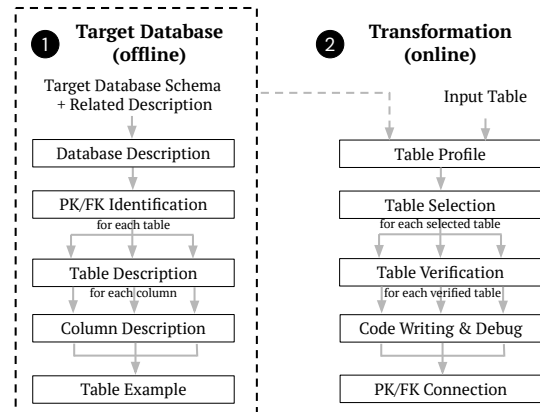 1 Target Database
(offline)
Target Database Schema
+ Related Description
Database Description
PK/FK Identification
for each table
Table Description
for each column
Column Description
Table Example
2 Transformation
(online)
Input Table
Table Profile
Table Selection
for each selected table
Table Verification
for each verified table
Code Writing & Debug
PK/FK Connection